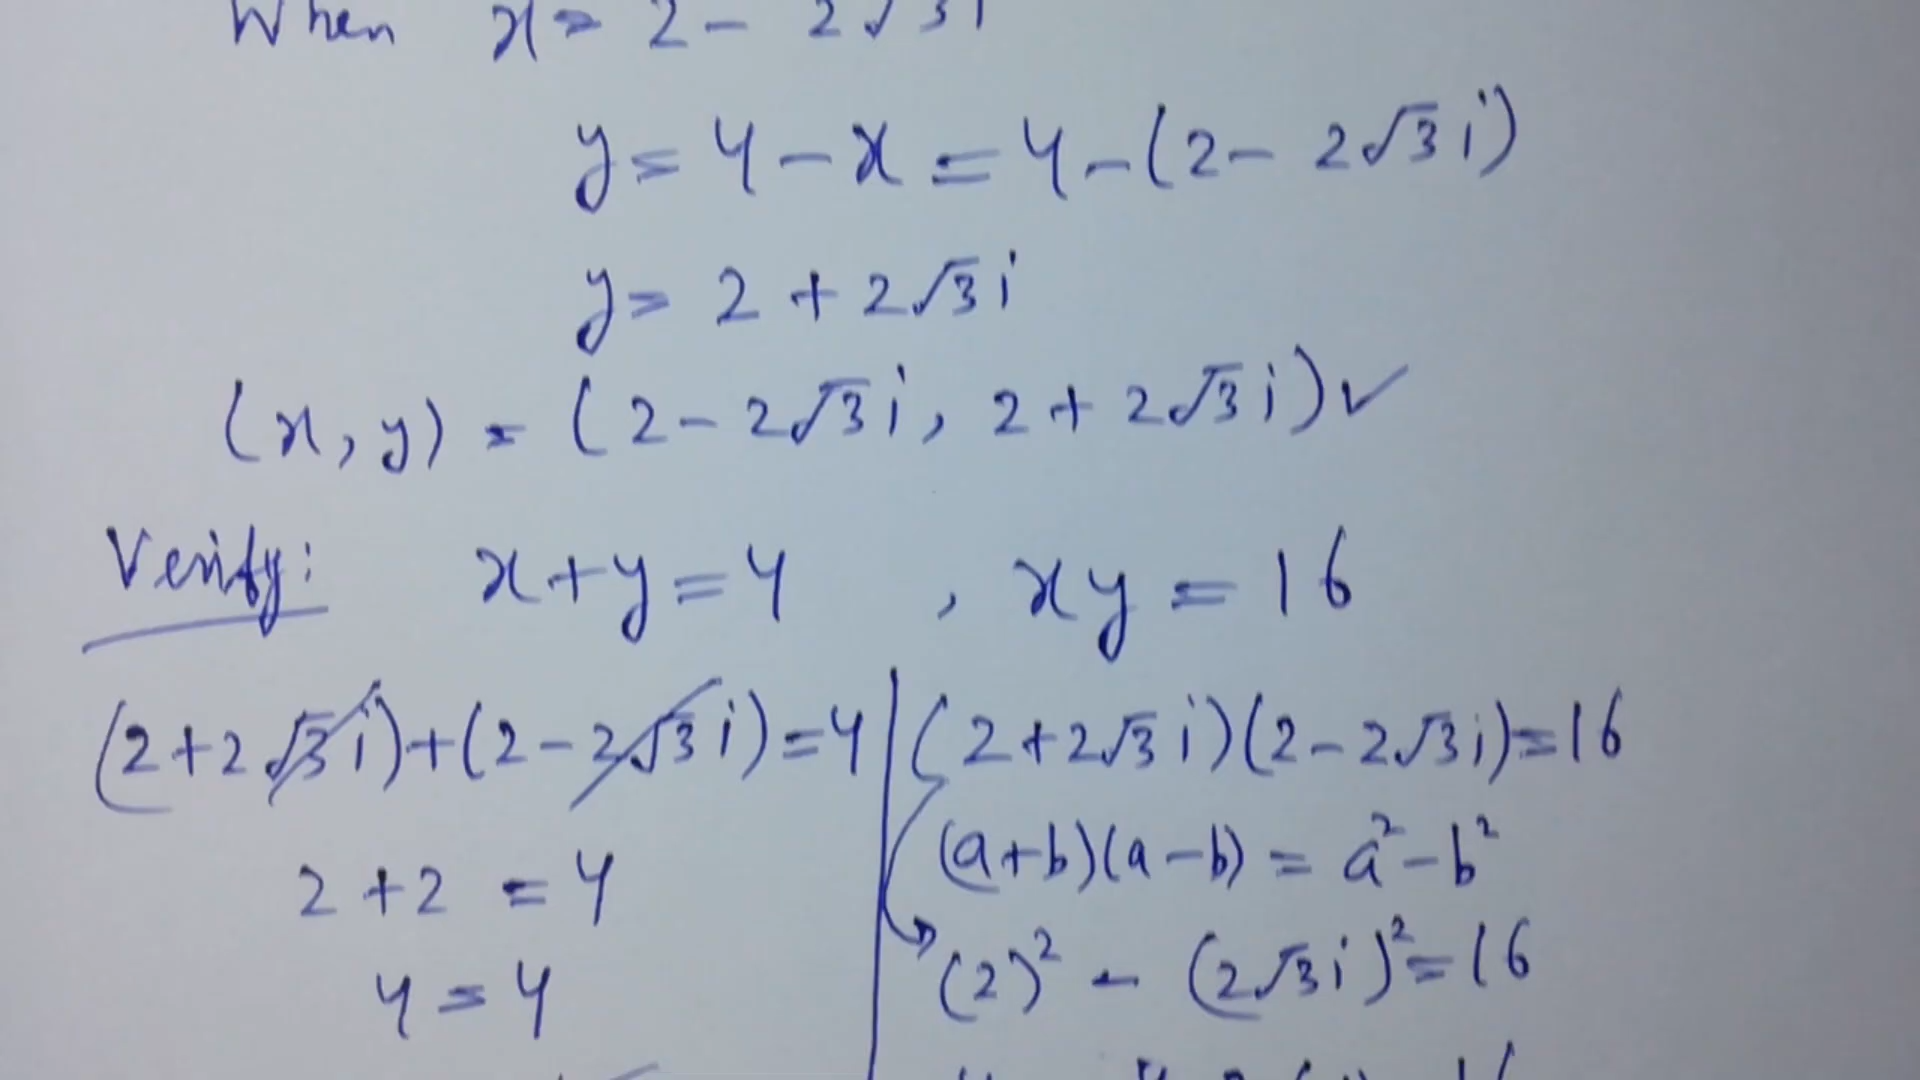 When x = 2 - 2√3i
y = 4 - x = 4 - (2 - 2√3i)
y = 2 + 2√3i
(x, y) = (2 - 2√3i, 2 + 2√3i) ✓
Verify: x + y = 4 , xy = 16
(2+2√3i)+(2-2√3i)=4
2+2 = 4
4 = 4
(2+2√3i)(2-2√3i)=16
(a+b)(a-b) = a²-b²
(2)² - (2√3i)² = 16